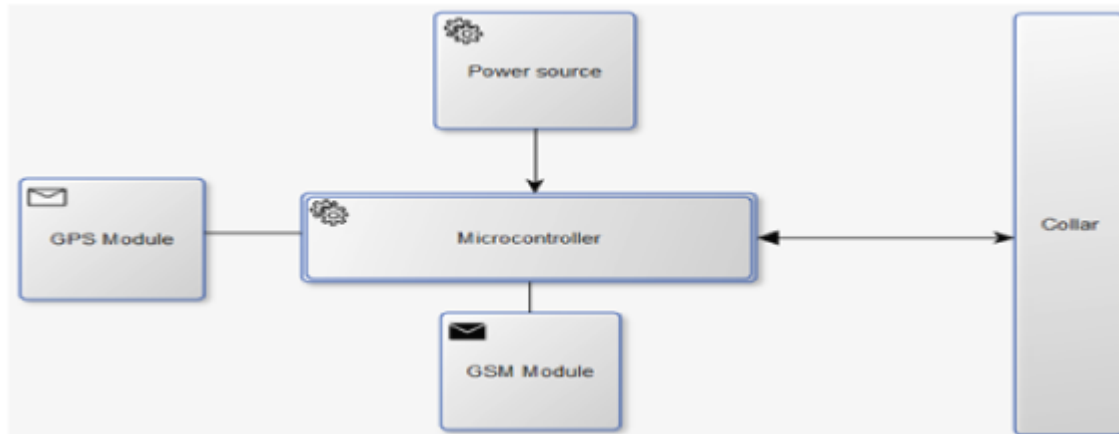 Power source
GPS Module
Microcontroller
Collar
GSM Module